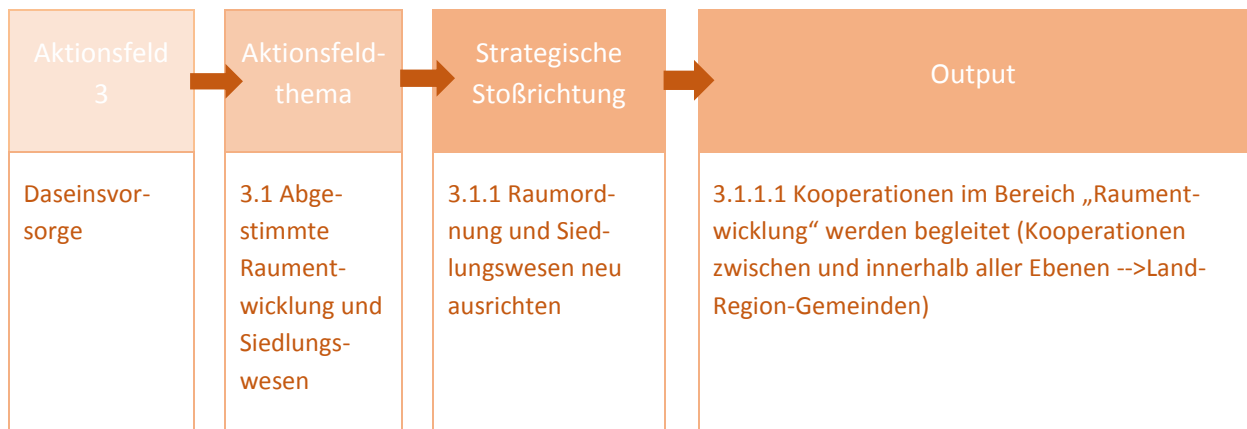 Aktionsfeld
3
Aktionsfeld-
thema
Strategische
Stoßrichtung
Output
Daseinsvor-
sorge
3.1 Abge-
stimmte
Raument-
wicklung und
Siedlungs-
wesen
3.1.1 Raumord-
nung und Sied-
lungswesen neu
ausrichten
3.1.1.1 Kooperationen im Bereich „Raument-
wicklung“ werden begleitet (Kooperationen
zwischen und innerhalb aller Ebenen -->Land-
Region-Gemeinden)